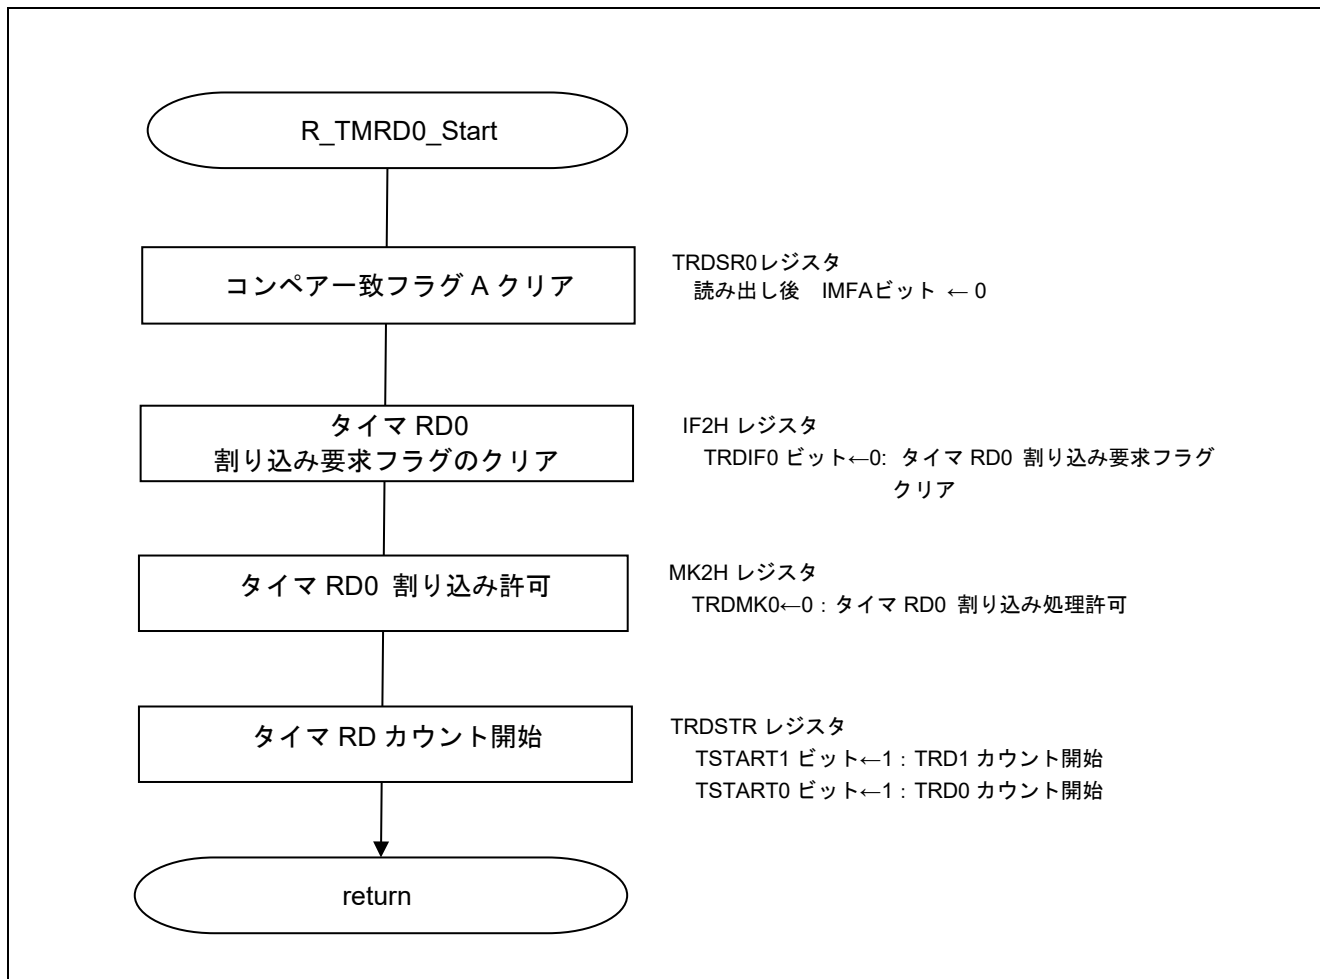 R_TMRD0_Start
コンペアー致フラグ A クリア
TRDSR0レジスタ
読み出し後 IMFAビット ← 0
タイマ RD0
割り込み要求フラグのクリア
IF2H レジスタ
TRDIF0 ビット←0: タイマ RD0 割り込み要求フラグ
クリア
タイマ RD0 割り込み許可
MK2H レジスタ
TRDMK0←0：タイマ RD0 割り込み処理許可
タイマ RD カウント開始
TRDSTR レジスタ
TSTART1 ビット←1：TRD1 カウント開始
TSTART0 ビット←1：TRD0 カウント開始
return